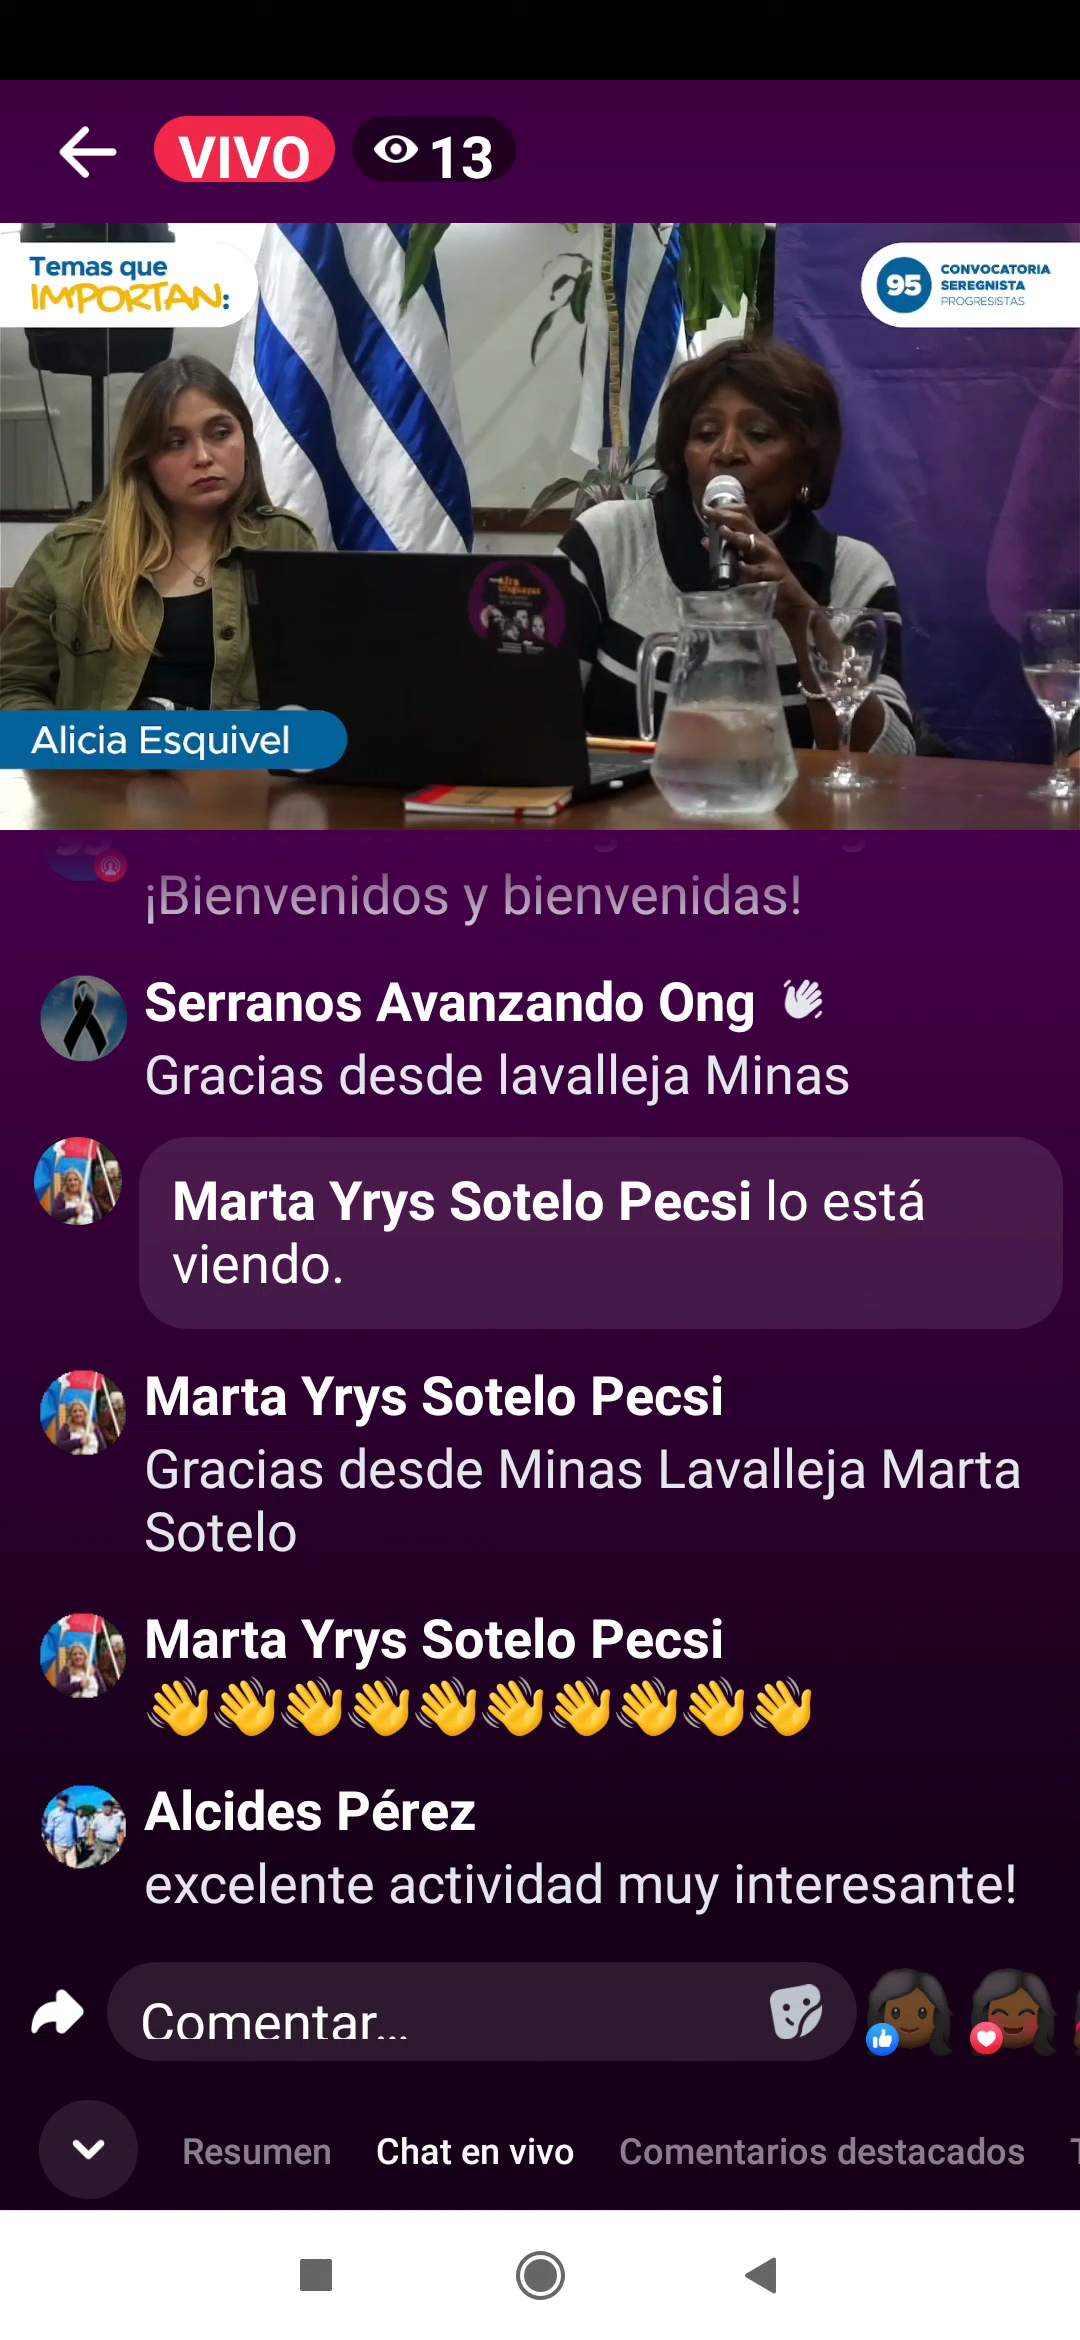 VIVO
13
Temas que
IMPORTAN:
95
CONVOCATORIA
SEREGNISTA
PROGRESISTAS
Afro
Uruguayas
Alicia Esquivel
¡Bienvenidos y bienvenidas!
Serranos Avanzando Ong
Gracias desde lavalleja Minas
Marta Yrys Sotelo Pecsi lo está
viendo.
Marta Yrys Sotelo Pecsi
Gracias desde Minas Lavalleja Marta
Sotelo
Marta Yrys Sotelo Pecsi
👋👋👋👋👋👋👋👋👋👋
Alcides Pérez
excelente actividad muy interesante!
Comentar...
Resumen
Chat en vivo
Comentarios destacados